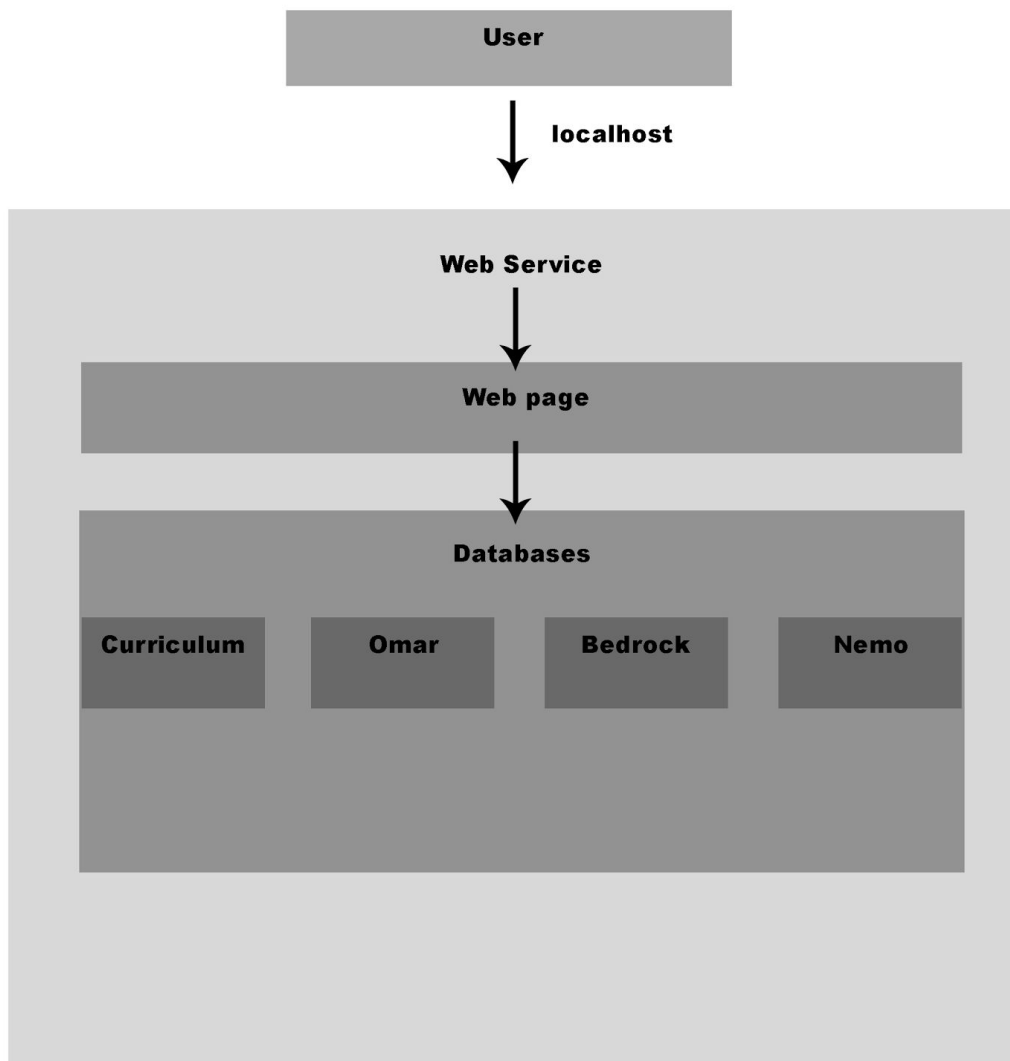 User
localhost
Web Service
Web page
Databases
Curriculum
Omar
Bedrock
Nemo